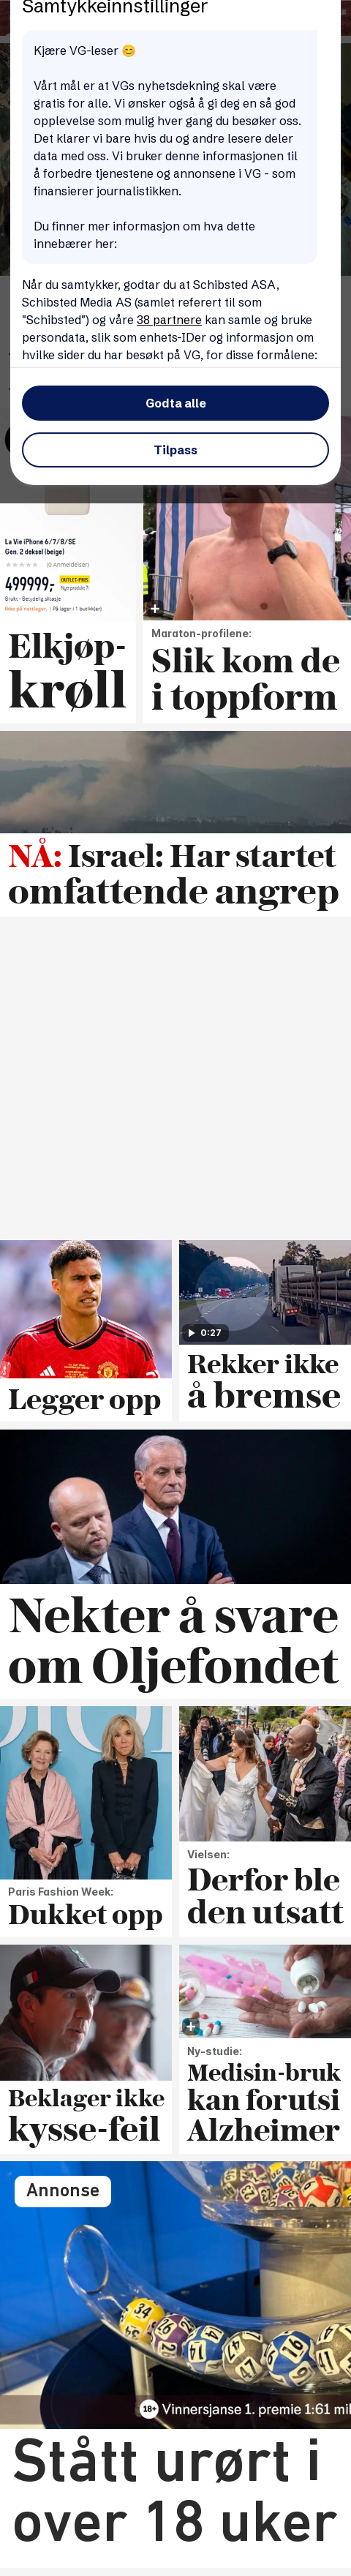 Samtykkeinnstillinger
Kjære VG-leser 😊
Vårt mål er at VGs nyhetsdekning skal være
gratis for alle. Vi ønsker også å gi deg en så god
opplevelse som mulig hver gang du besøker oss.
Det klarer vi bare hvis du og andre lesere deler
data med oss. Vi bruker denne informasjonen til
å forbedre tjenestene og annonsene i VG - som
finansierer journalistikken.
Du finner mer informasjon om hva dette
innebærer her:
Når du samtykker, godtar du at Schibsted ASA,
Schibsted Media AS (samlet referert til som
"Schibsted") og våre 38 partnere kan samle og bruke
persondata, slik som enhets-IDer og informasjon om
hvilke sider du har besøkt på VG, for disse formålene:
Godta alle
Tilpass
La Vie iPhone 6/7/8/SE
Gen. 2 deksel (beige)
(0 Anmeldelser)
499999,-
OUTLET-PRIS
Nytt produkt ?:
Brukt - Betydelig slitasje
Ikke på nettlager. | På lager i 1 butikk(er)
Elkjøp-
krøll
Maraton-profilene:
Slik kom de
i toppform
NÅ: Israel: Har startet
omfattende angrep
Legger opp
0:27
Rekker ikke
å bremse
Nekter å svare
om Oljefondet
Paris Fashion Week:
Dukket opp
Vielsen:
Derfor ble
den utsatt
Beklager ikke
kysse-feil
Ny-studie:
Medisin-bruk
kan forutsi
Alzheimer
Annonse
34
18+ Vinnersjanse 1. premie 1:61 mil
Stått urørt i
over 18 uker